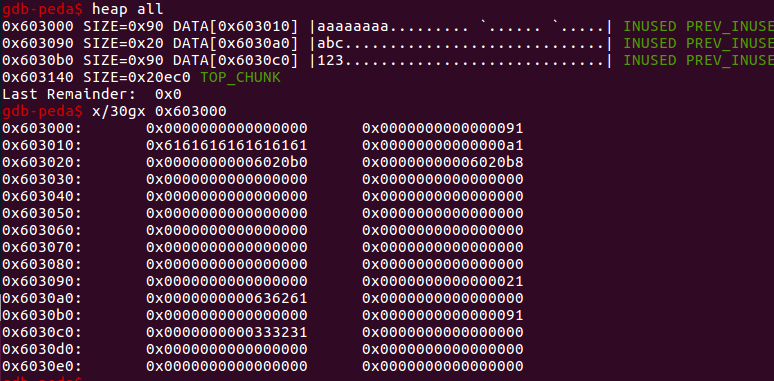 gdb-peda$ heap all
0x603000 SIZE=0x90 DATA[0x603010] |aaaaaaaa......... `...... `.....| INUSED PREV_INUSE
0x603090 SIZE=0x20 DATA[0x6030a0] |abc.............................| INUSED PREV_INUSE
0x6030b0 SIZE=0x90 DATA[0x6030c0] |123.............................| INUSED PREV_INUSE
0x603140 SIZE=0x20ec0 TOP_CHUNK
Last Remainder:  0x0
gdb-peda$ x/30gx 0x603000
0x603000:       0x0000000000000000      0x0000000000000091
0x603010:       0x6161616161616161      0x00000000000000a1
0x603020:       0x00000000006020b0      0x00000000006020b8
0x603030:       0x0000000000000000      0x0000000000000000
0x603040:       0x0000000000000000      0x0000000000000000
0x603050:       0x0000000000000000      0x0000000000000000
0x603060:       0x0000000000000000      0x0000000000000000
0x603070:       0x0000000000000000      0x0000000000000000
0x603080:       0x0000000000000000      0x0000000000000000
0x603090:       0x0000000000000000      0x0000000000000021
0x6030a0:       0x0000000000636261      0x0000000000000000
0x6030b0:       0x0000000000000000      0x0000000000000091
0x6030c0:       0x0000000000333231      0x0000000000000000
0x6030d0:       0x0000000000000000      0x0000000000000000
0x6030e0:       0x0000000000000000      0x0000000000000000